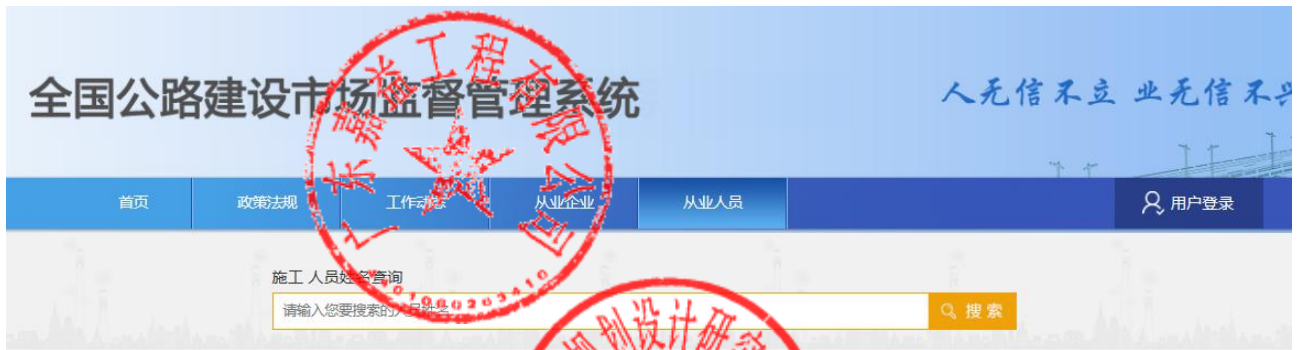 全国公路建设市场监督管理系统
人无信不立 业无信不兴
首页 政策法规 工作动态 从业企业 从业人员 用户登录
施工 人员姓名查询
请输入您要搜索的人员姓名 搜索
广东嘉尚工程有限公司
规划设计研究